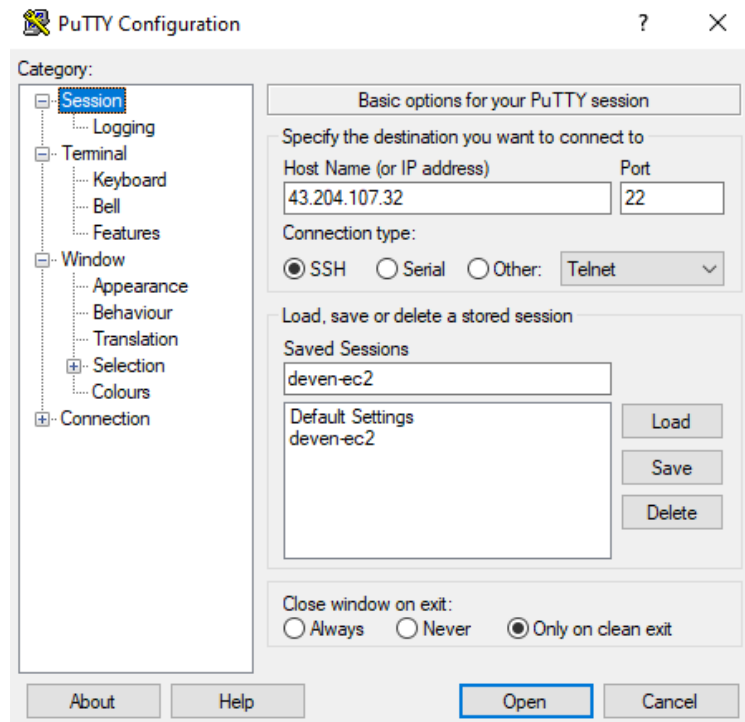 PuTTY Configuration
?
Category:
Session
Logging
Terminal
Keyboard
Bell
Features
Window
Appearance
Behaviour
Translation
Selection
Colours
Connection
Basic options for your PuTTY session
Specify the destination you want to connect to
Host Name (or IP address) Port
43.204.107.32 22
Connection type:
SSH Serial Other: Telnet
Load, save or delete a stored session
Saved Sessions
deven-ec2
Default Settings
deven-ec2
Load
Save
Delete
Close window on exit:
Always Never Only on clean exit
About Help Open Cancel